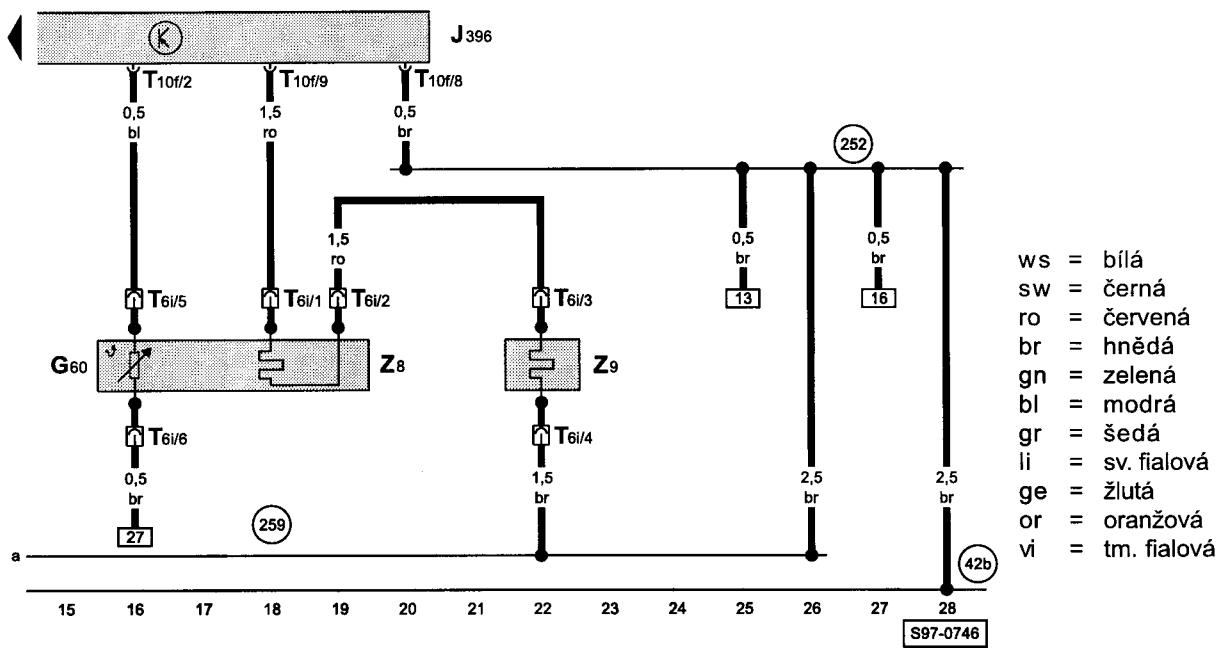 J396
T10f/2 T10f/9 T10f/8
0,5 1,5 0,5
bl ro br
252
1,5
ro
0,5 0,5
br br
T6i/5 T6i/1 T6i/2 T6i/3
13 16
G60 Z8 Z9
T6i/6 T6i/4
0,5 1,5 2,5 2,5
br br br br
27 259
a
42b
15 16 17 18 19 20 21 22 23 24 25 26 27 28
S97-0746
ws = bílá
sw = černá
ro = červená
br = hnědá
gn = zelená
bl = modrá
gr = šedá
li = sv. fialová
ge = žlutá
or = oranžová
vi = tm. fialová